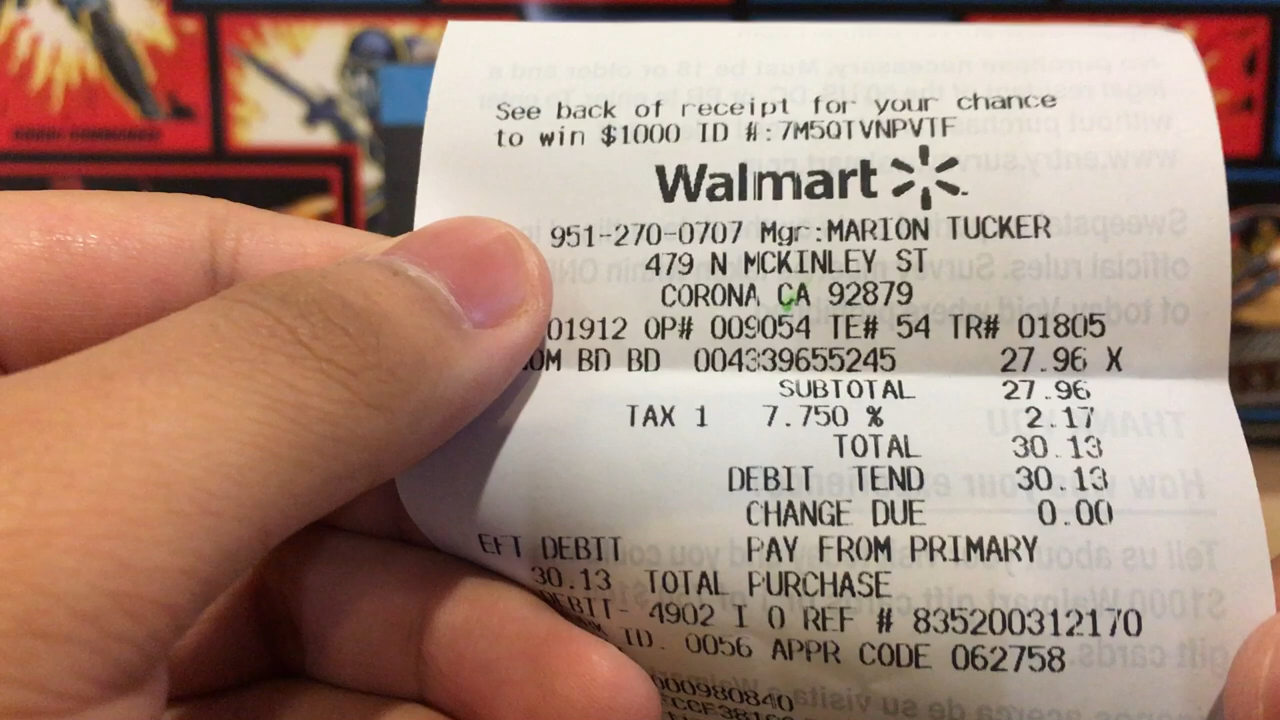 See back of receipt for your chance
to win $1000 ID #:7M5QTVNPVTF
Walmart
951-270-0707 Mgr:MARION TUCKER
479 N MCKINLEY ST
CORONA CA 92879
01912 OP# 009054 TE# 54 TR# 01805
OM BD BD 004339655245 27.96 X
SUBTOTAL 27.96
TAX 1 7.750 % 2.17
TOTAL 30.13
DEBIT TEND 30.13
CHANGE DUE 0.00
EFT DEBIT PAY FROM PRIMARY
30.13 TOTAL PURCHASE
DEBIT- 4902 I 0 REF # 835200312170
ID. 0056 APPR CODE 062758
000980840